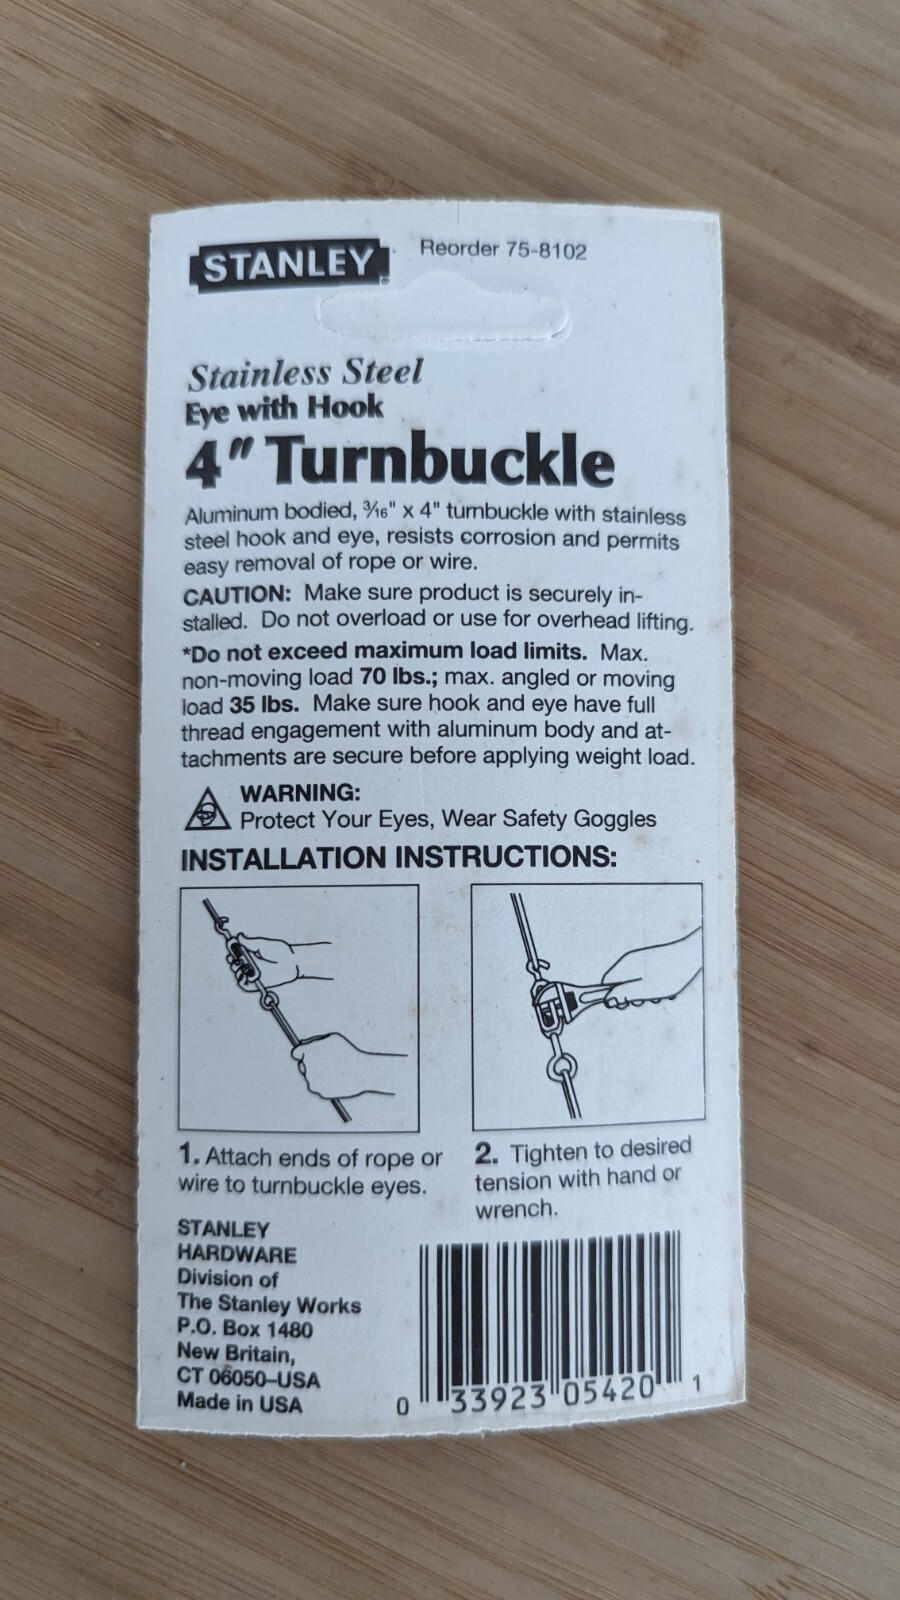 STANLEY®
Reorder 75-8102
Stainless Steel
Eye with Hook
4" Turnbuckle
Aluminum bodied, 3/16" x 4" turnbuckle with stainless
steel hook and eye, resists corrosion and permits
easy removal of rope or wire.
CAUTION: Make sure product is securely in-
stalled. Do not overload or use for overhead lifting.
*Do not exceed maximum load limits. Max.
non-moving load 70 lbs.; max. angled or moving
load 35 lbs. Make sure hook and eye have full
thread engagement with aluminum body and at-
tachments are secure before applying weight load.
WARNING:
Protect Your Eyes, Wear Safety Goggles
INSTALLATION INSTRUCTIONS:
1. Attach ends of rope or
wire to turnbuckle eyes.
2. Tighten to desired
tension with hand or
wrench.
STANLEY
HARDWARE
Division of
The Stanley Works
P.O. Box 1480
New Britain,
CT 06050–USA
Made in USA
0 33923 05420 1